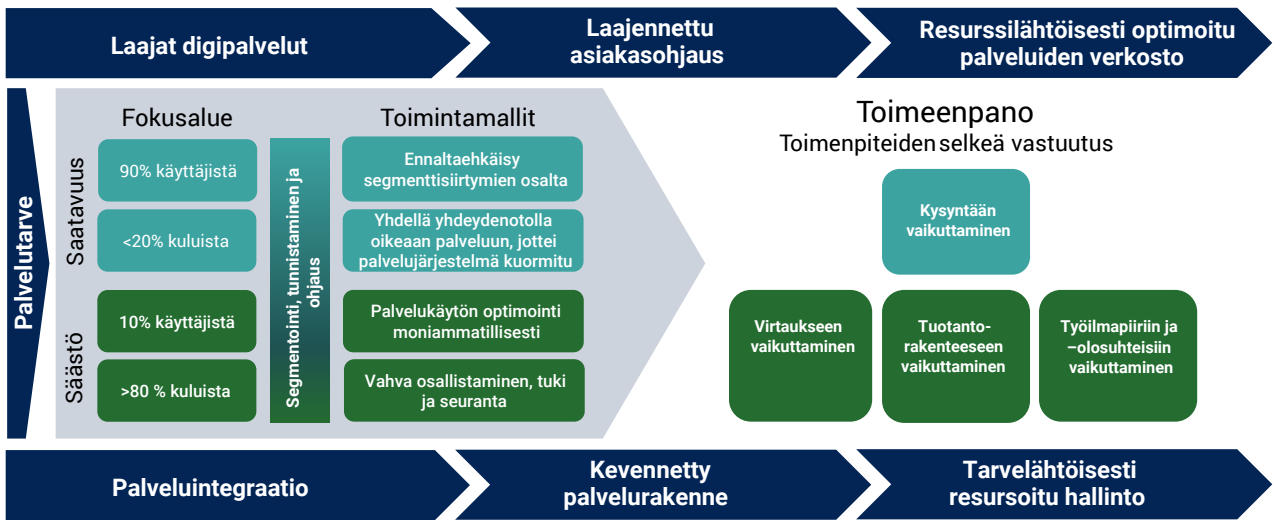 Laajat digipalvelut
Laajennettu
asiakasohjaus
Resurssilähtöisesti optimoitu
palveluiden verkosto
Palvelutarve
Fokusalue
Toimintamallit
Saatavuus
90% käyttäjistä
<20% kuluista
Säästö
10% käyttäjistä
>80 % kuluista
Segmentointi, tunnistaminen ja
ohjaus
Ennaltaehkäisy
segmenttisiirtymien osalta
Yhdellä yhdeydenotolla
oikeaan palveluun, jottei
palvelujärjestelmä kuormitu
Palvelukäytön optimointi
moniammatillisesti
Vahva osallistaminen, tuki
ja seuranta
Toimeenpano
Toimenpiteiden selkeä vastuutus
Kysyntään
vaikuttaminen
Virtaukseen
vaikuttaminen
Tuotanto-
rakenteeseen
vaikuttaminen
Työilmapiiriin ja
–olosuhteisiin
vaikuttaminen
Palveluintegraatio
Kevennetty
palvelurakenne
Tarvelähtöisesti
resursoitu hallinto